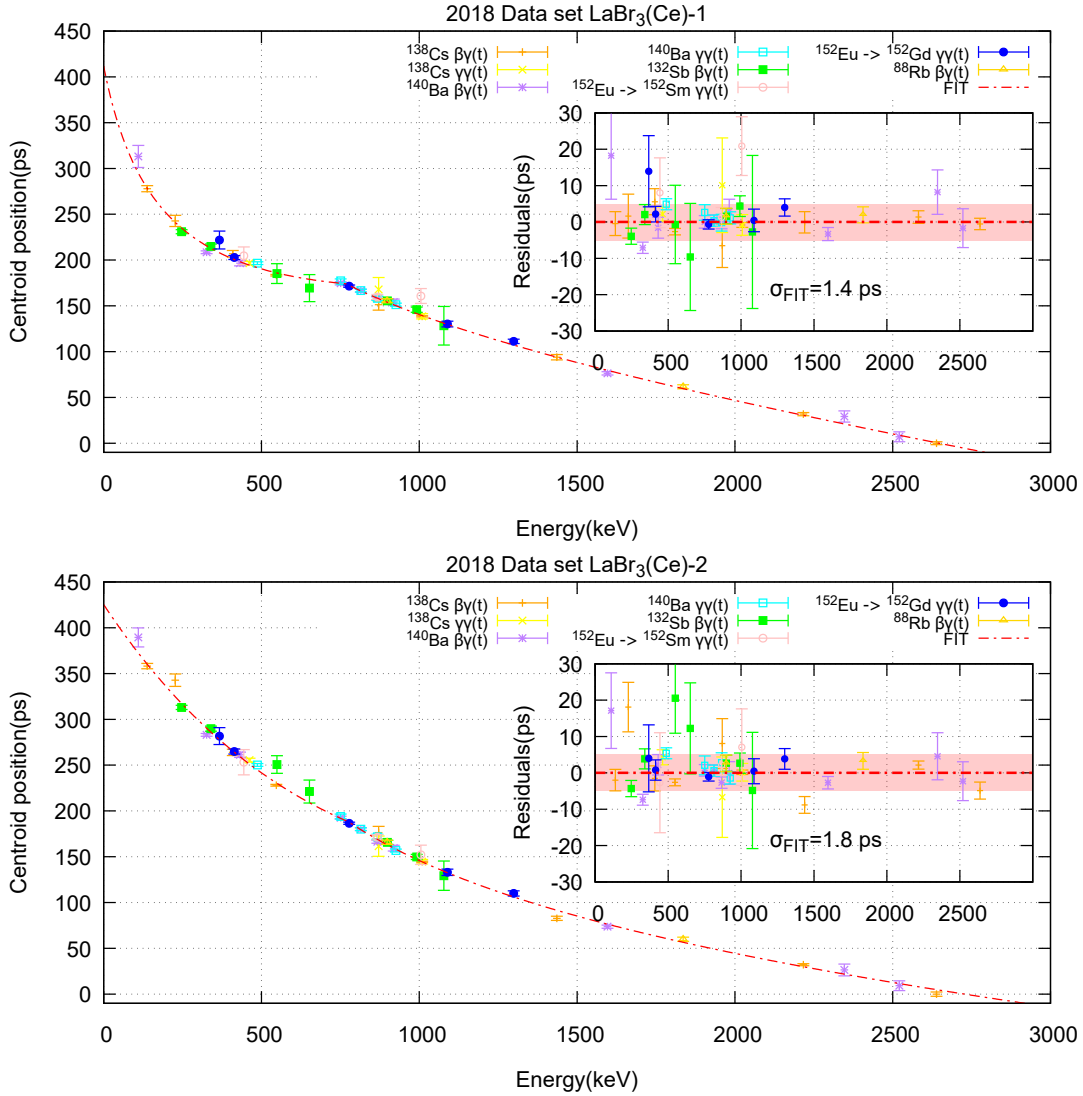 2018 Data set LaBr₃(Ce)-1
Centroid position(ps)
450
400
350
300
250
200
150
100
50
0
¹³⁸Cs βγ(t)
¹³⁸Cs γγ(t)
¹⁴⁰Ba βγ(t)
¹⁴⁰Ba γγ(t)
¹³²Sb βγ(t)
¹⁵²Eu -> ¹⁵²Sm γγ(t)
¹⁵²Eu -> ¹⁵²Gd γγ(t)
⁸⁸Rb βγ(t)
FIT
Residuals(ps)
30
20
10
0
-10
-20
-30
σFIT=1.4 ps
0 500 1000 1500 2000 2500
0 500 1000 1500 2000 2500 3000
Energy(keV)
2018 Data set LaBr₃(Ce)-2
Centroid position(ps)
450
400
350
300
250
200
150
100
50
0
¹³⁸Cs βγ(t)
¹³⁸Cs γγ(t)
¹⁴⁰Ba βγ(t)
¹⁴⁰Ba γγ(t)
¹³²Sb βγ(t)
¹⁵²Eu -> ¹⁵²Sm γγ(t)
¹⁵²Eu -> ¹⁵²Gd γγ(t)
⁸⁸Rb βγ(t)
FIT
Residuals(ps)
30
20
10
0
-10
-20
-30
σFIT=1.8 ps
0 500 1000 1500 2000 2500
0 500 1000 1500 2000 2500 3000
Energy(keV)